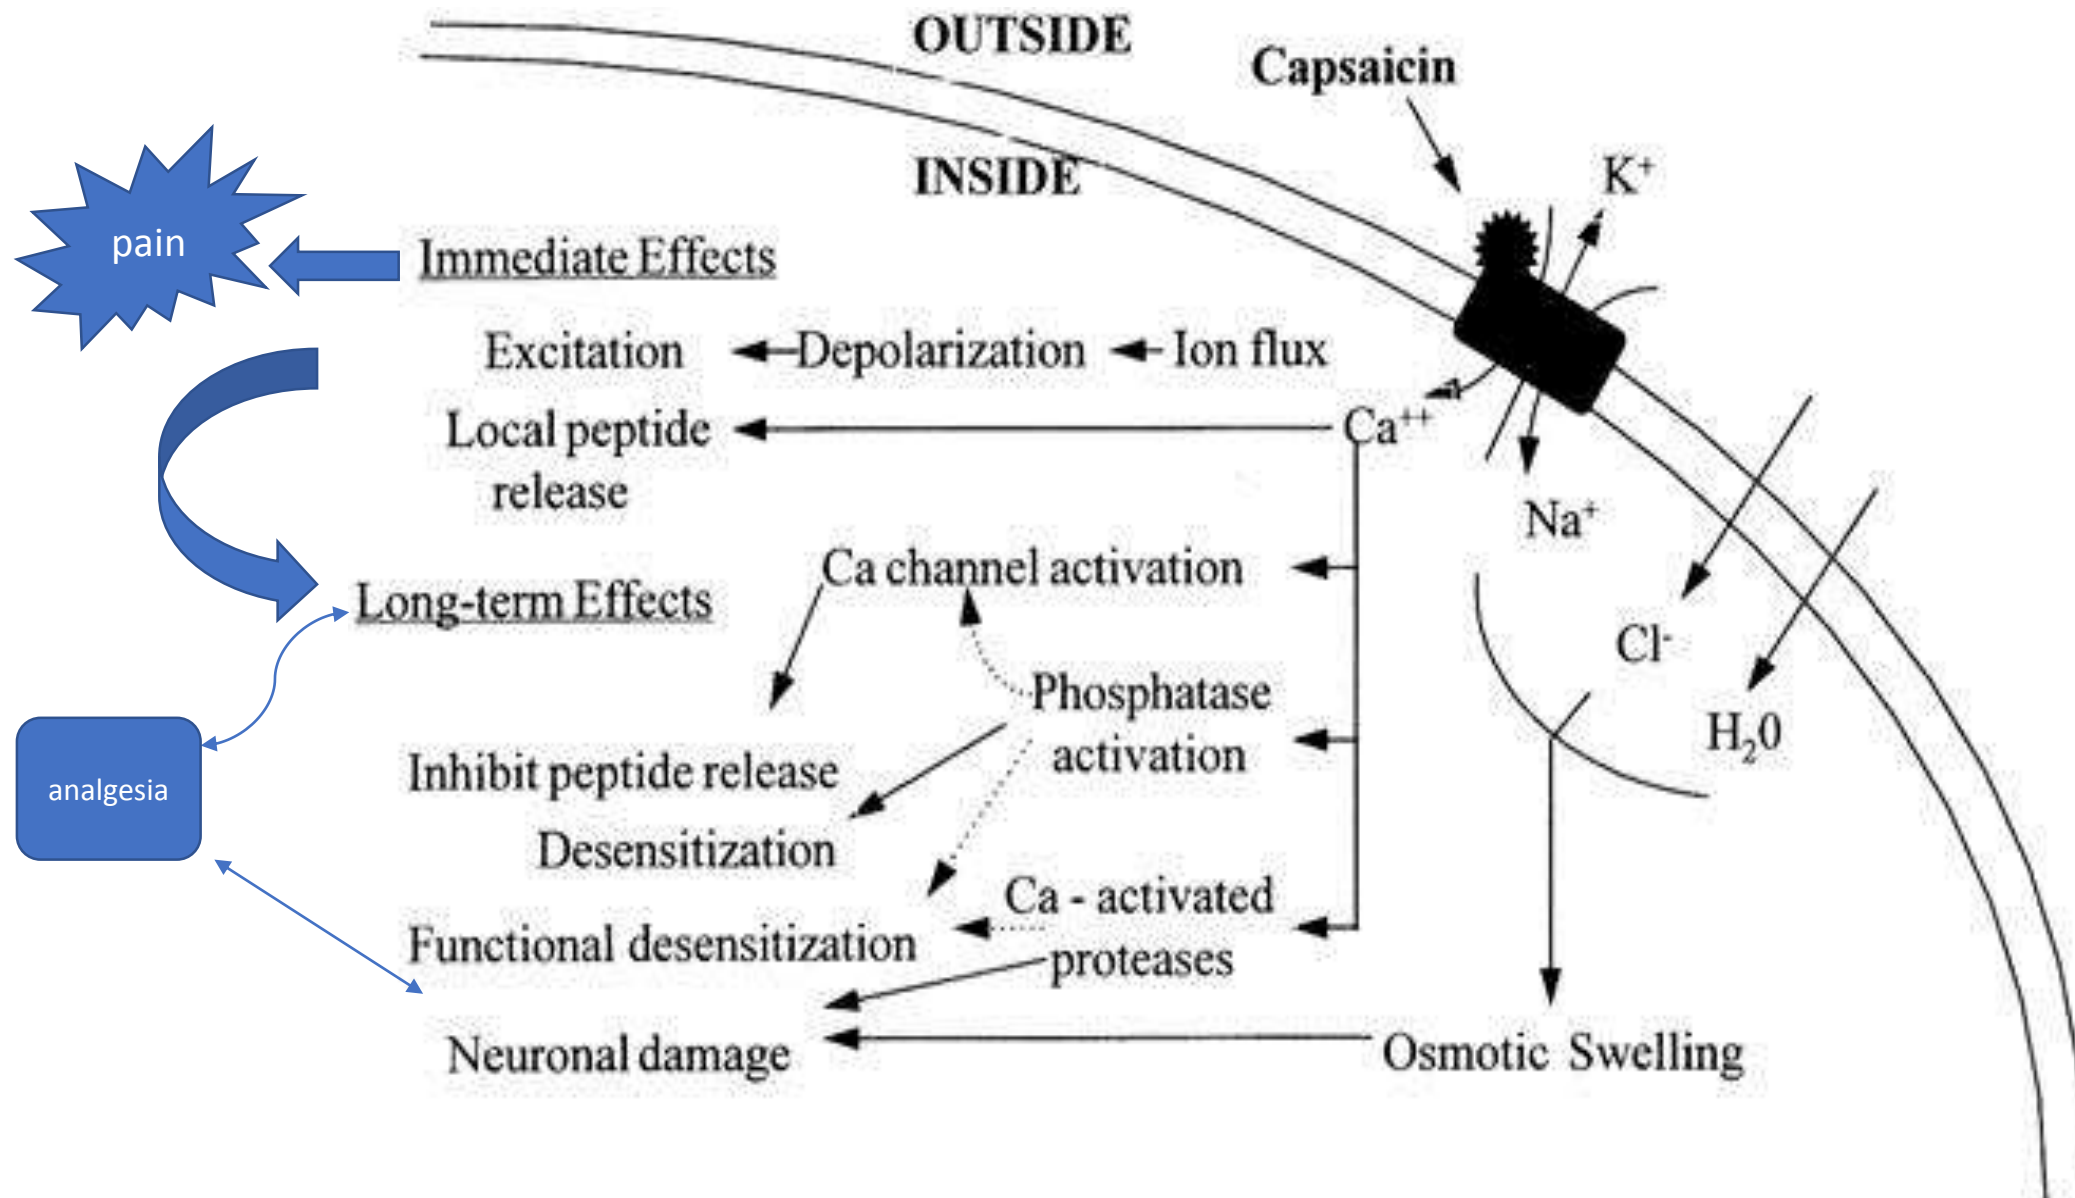 OUTSIDE
Capsaicin
INSIDE
K+
pain
Immediate Effects
Excitation
Depolarization
Ion flux
Local peptide
release
Ca++
Na+
Ca channel activation
Long-term Effects
Cl-
Phosphatase
activation
H20
Inhibit peptide release
analgesia
Desensitization
Ca - activated
proteases
Functional desensitization
Neuronal damage
Osmotic Swelling